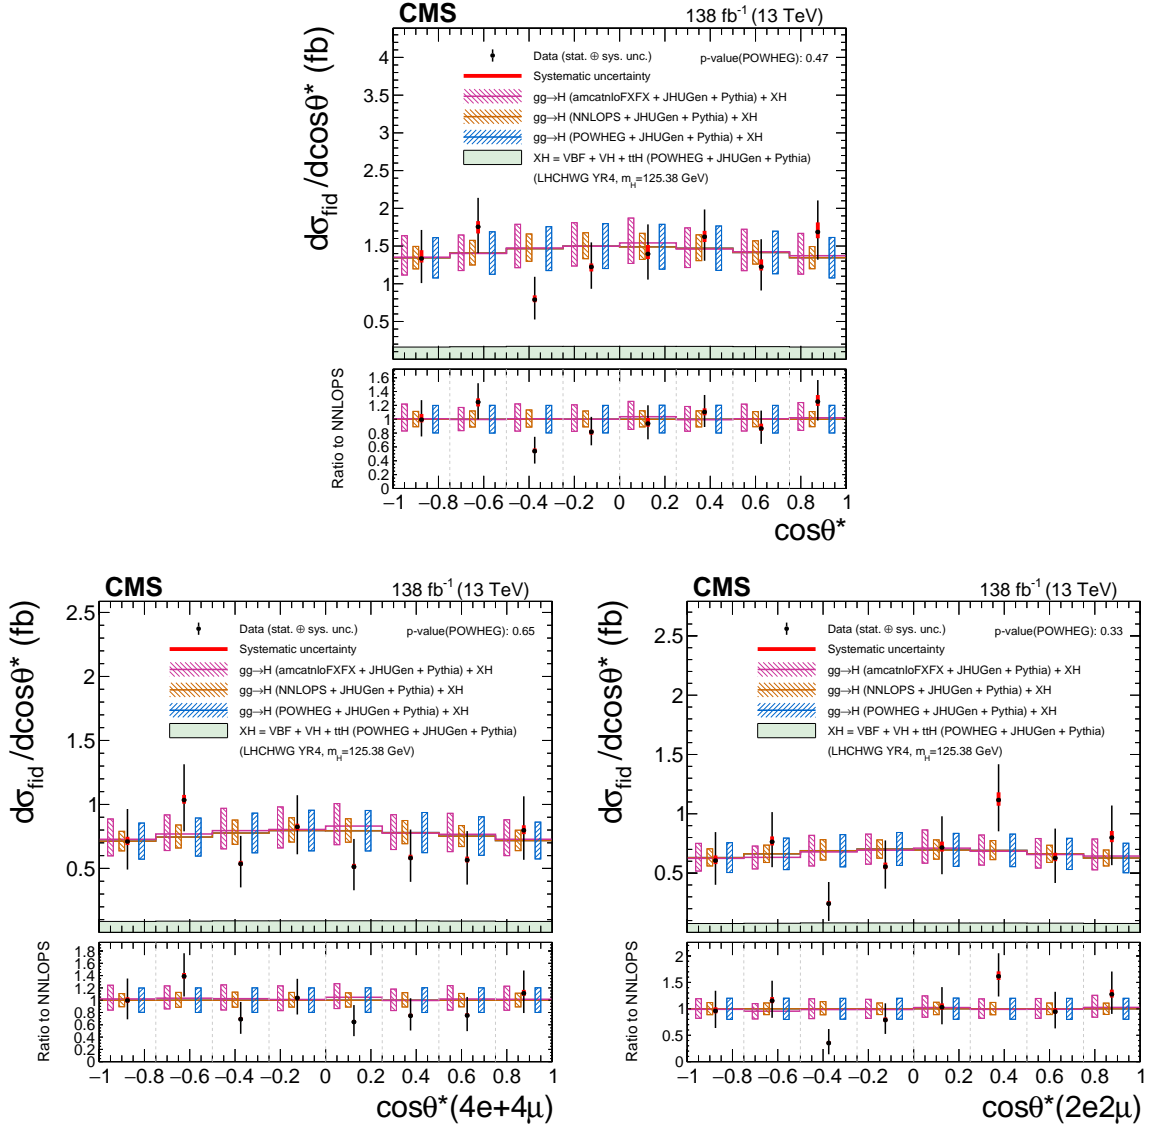 CMS 138 fb⁻¹ (13 TeV)
dσ_fid/dcosθ* (fb)
4
3.5
3
2.5
2
1.5
1
0.5
Data (stat. ⊕ sys. unc.) p-value(POWHEG): 0.47
Systematic uncertainty
gg→H (amcatnloFXFX + JHUGen + Pythia) + XH
gg→H (NNLOPS + JHUGen + Pythia) + XH
gg→H (POWHEG + JHUGen + Pythia) + XH
XH = VBF + VH + ttH (POWHEG + JHUGen + Pythia)
(LHCHWG YR4, m_H=125.38 GeV)
Ratio to NNLOPS
1.6
1.4
1.2
1
0.8
0.6
0.4
0.2
0
−1 −0.8 −0.6 −0.4 −0.2 0 0.2 0.4 0.6 0.8 1
cosθ*
CMS 138 fb⁻¹ (13 TeV)
dσ_fid/dcosθ* (fb)
2.5
2
1.5
1
0.5
Data (stat. ⊕ sys. unc.) p-value(POWHEG): 0.65
Systematic uncertainty
gg→H (amcatnloFXFX + JHUGen + Pythia) + XH
gg→H (NNLOPS + JHUGen + Pythia) + XH
gg→H (POWHEG + JHUGen + Pythia) + XH
XH = VBF + VH + ttH (POWHEG + JHUGen + Pythia)
(LHCHWG YR4, m_H=125.38 GeV)
Ratio to NNLOPS
1.8
1.6
1.4
1.2
1
0.8
0.6
0.4
0.2
0
−1 −0.8 −0.6 −0.4 −0.2 0 0.2 0.4 0.6 0.8 1
cosθ*(4e+4μ)
CMS 138 fb⁻¹ (13 TeV)
dσ_fid/dcosθ* (fb)
2.5
2
1.5
1
0.5
Data (stat. ⊕ sys. unc.) p-value(POWHEG): 0.33
Systematic uncertainty
gg→H (amcatnloFXFX + JHUGen + Pythia) + XH
gg→H (NNLOPS + JHUGen + Pythia) + XH
gg→H (POWHEG + JHUGen + Pythia) + XH
XH = VBF + VH + ttH (POWHEG + JHUGen + Pythia)
(LHCHWG YR4, m_H=125.38 GeV)
Ratio to NNLOPS
2
1.5
1
0.5
0
−1 −0.8 −0.6 −0.4 −0.2 0 0.2 0.4 0.6 0.8 1
cosθ*(2e2μ)